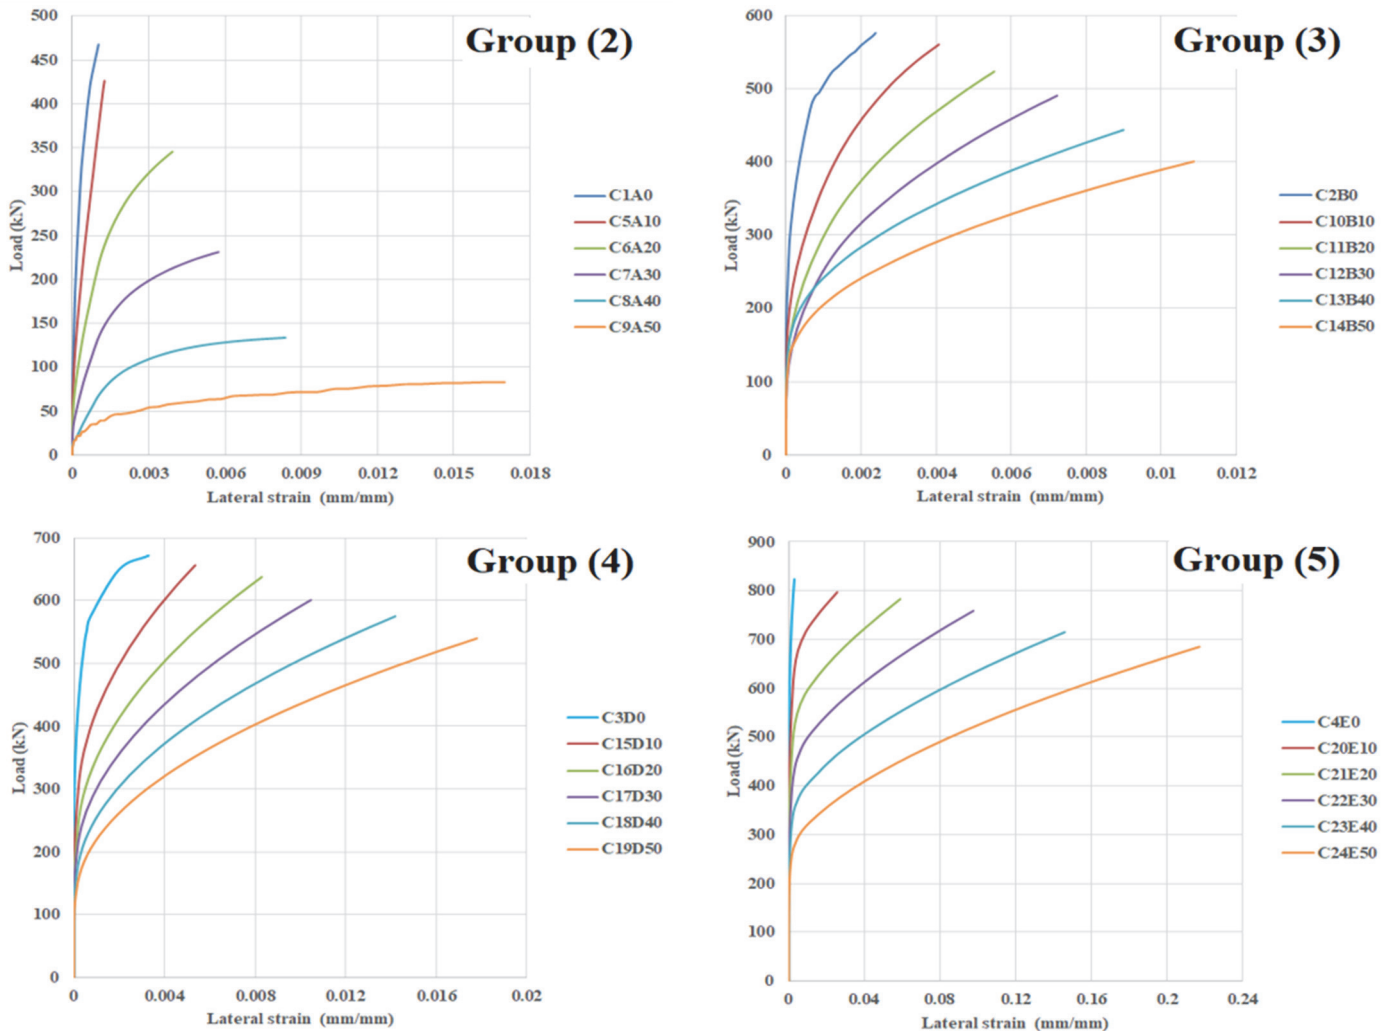 Group (2)
500
450
400
350
300
250
200
150
100
50
0
Load (kN)
0 0.003 0.006 0.009 0.012 0.015 0.018
Lateral strain (mm/mm)
C1A0
C5A10
C6A20
C7A30
C8A40
C9A50
Group (3)
600
500
400
300
200
100
0
Load (kN)
0 0.002 0.004 0.006 0.008 0.01 0.012
Lateral strain (mm/mm)
C2B0
C10B10
C11B20
C12B30
C13B40
C14B50
Group (4)
700
600
500
400
300
200
100
0
Load (kN)
0 0.004 0.008 0.012 0.016 0.02
Lateral strain (mm/mm)
C3D0
C15D10
C16D20
C17D30
C18D40
C19D50
Group (5)
900
800
700
600
500
400
300
200
100
0
Load (kN)
0 0.04 0.08 0.12 0.16 0.2 0.24
Lateral strain (mm/mm)
C4E0
C20E10
C21E20
C22E30
C23E40
C24E50